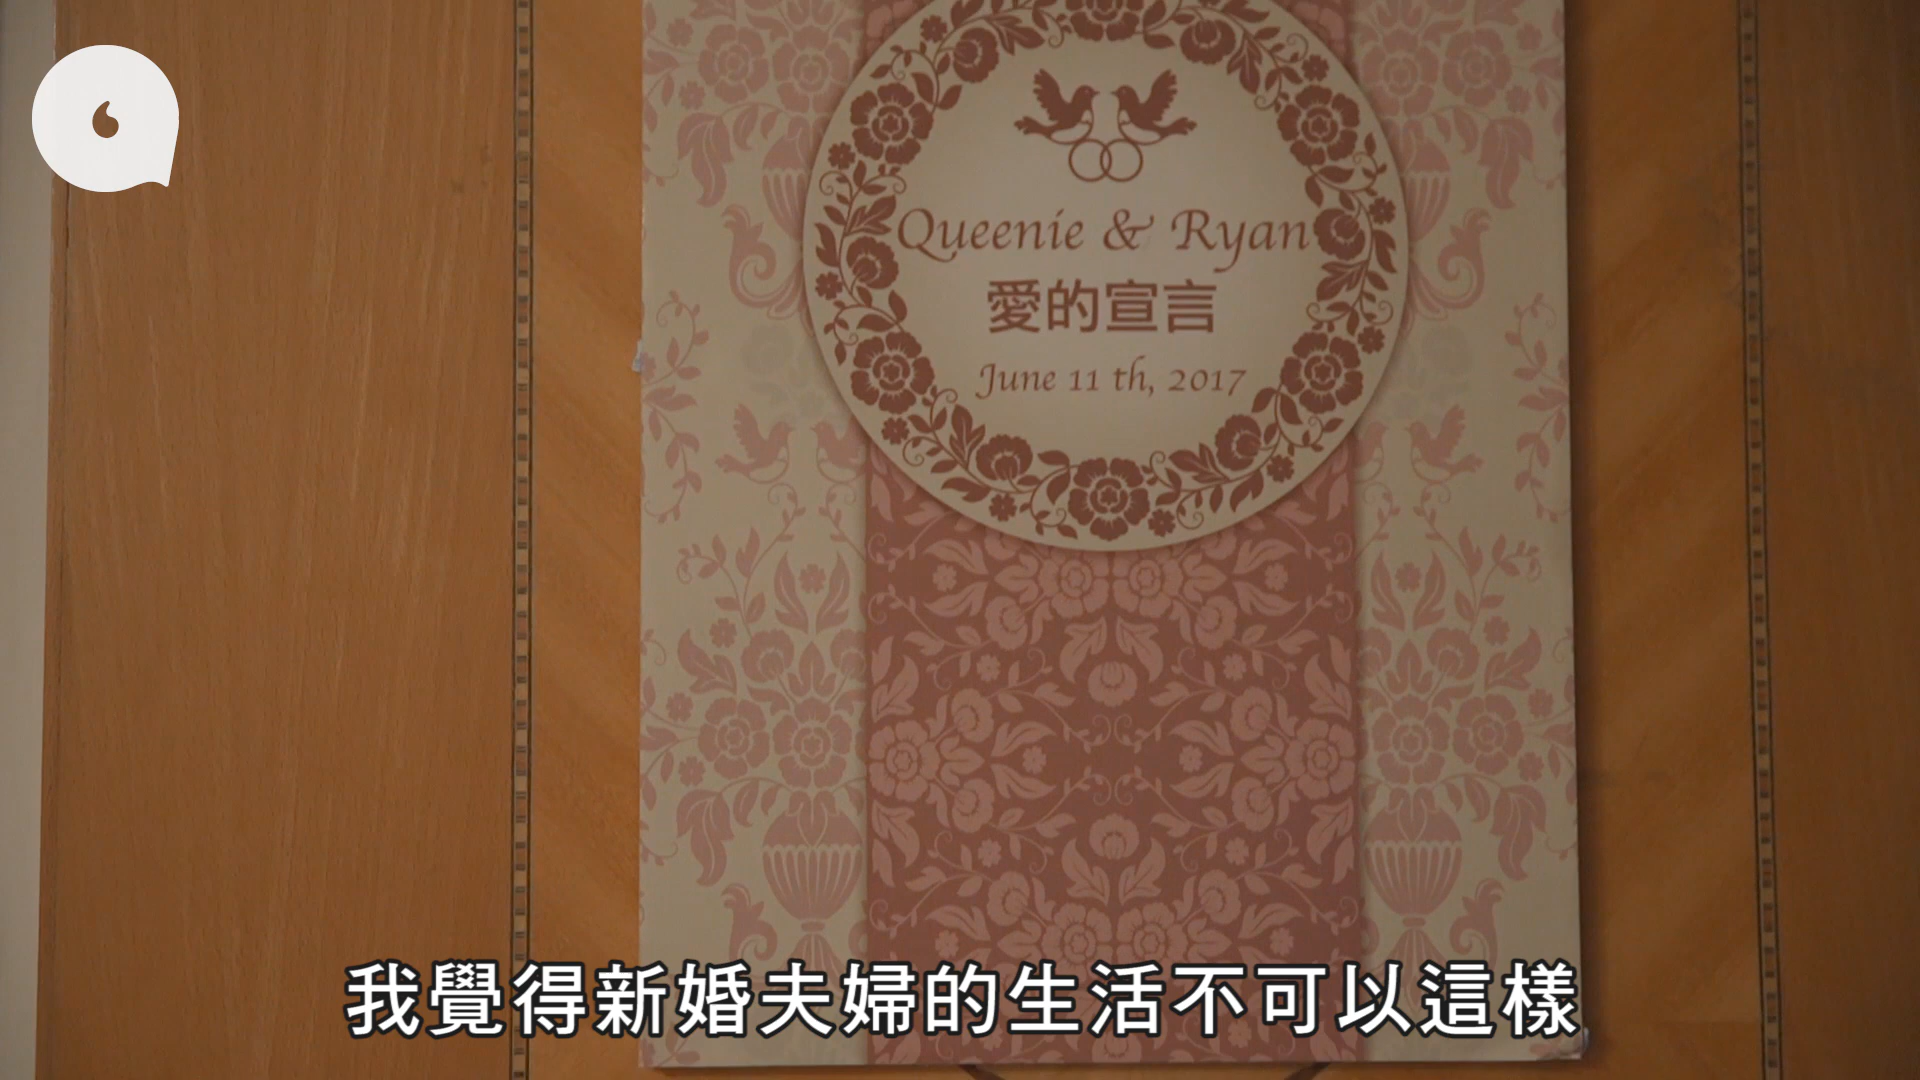 Queenie & Ryan
愛的宣言
June 11 th, 2017
我覺得新婚夫婦的生活不可以這樣